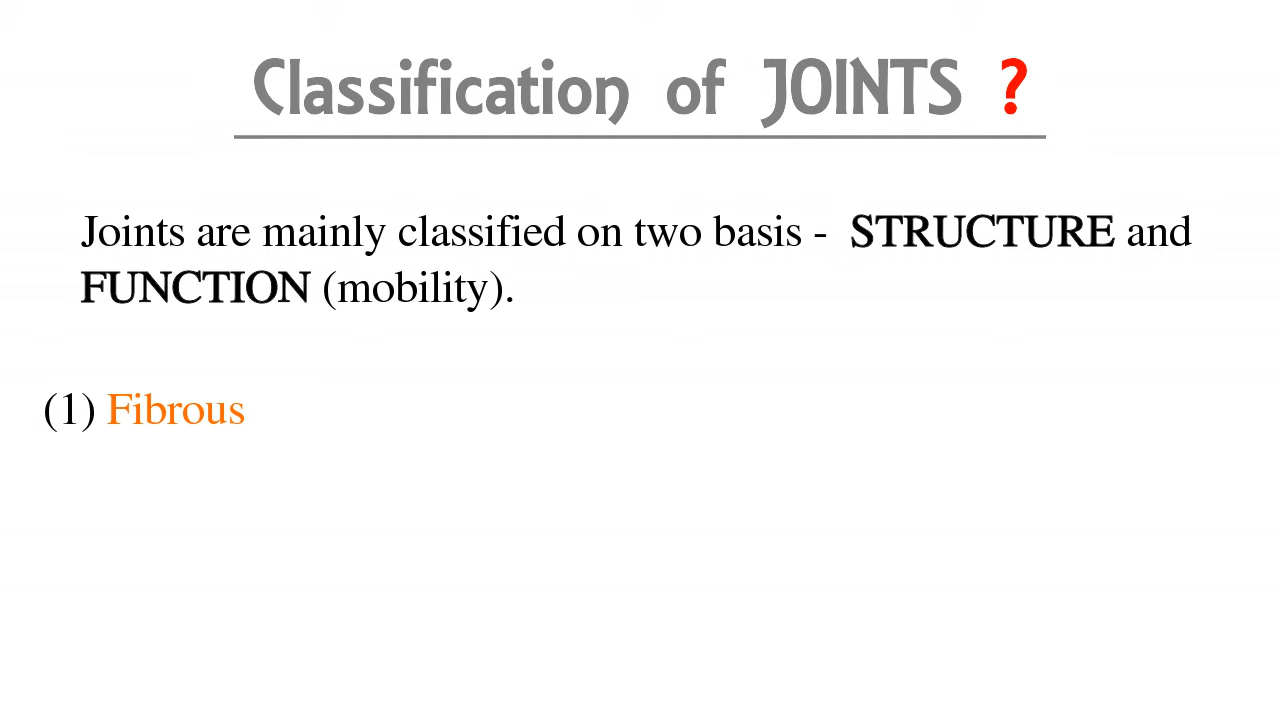 Classification of JOINTS ?
Joints are mainly classified on two basis - STRUCTURE and
FUNCTION (mobility).
(1) Fibrous